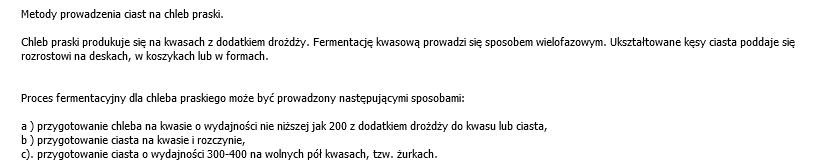 Metody prowadzenia ciast na chleb praski.
Chleb praski produkuje się na kwasach z dodatkiem drożdży. Fermentację kwasową prowadzi się sposobem wielofazowym. Ukształtowane kęsy ciasta poddaje się
rozrostowi na deskach, w koszykach lub w formach.
Proces fermentacyjny dla chleba praskiego może być prowadzony następującymi sposobami:
a ) przygotowanie chleba na kwasie o wydajności nie niższej jak 200 z dodatkiem drożdży do kwasu lub ciasta,
b ) przygotowanie ciasta na kwasie i rozczynie,
c). przygotowanie ciasta o wydajności 300-400 na wolnych pół kwasach, tzw. żurkach.